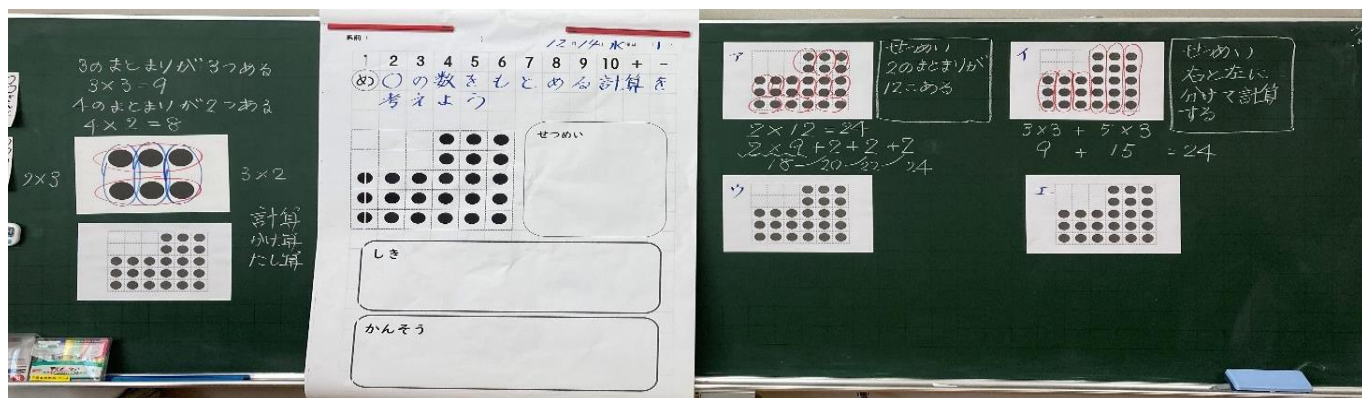 3のまとまりが3つある
3×3=9
4のまとまりが2つある
4×2=8
2×3
3×2
計算
かけ算
たし算
名前
12月14日水
1 2 3 4 5 6 7 8 9 10 + -
め ○の数をもとめる計算を
考えよう
せつめい
しき
かんそう
ア
せつめい
2のまとまりが
12こある
2×12=24
2×9+2+2+2
18 20 22 24
イ
せつめい
右と左に
分けて計算
する
3×3+5×3
9 + 15 =24
ウ
エ